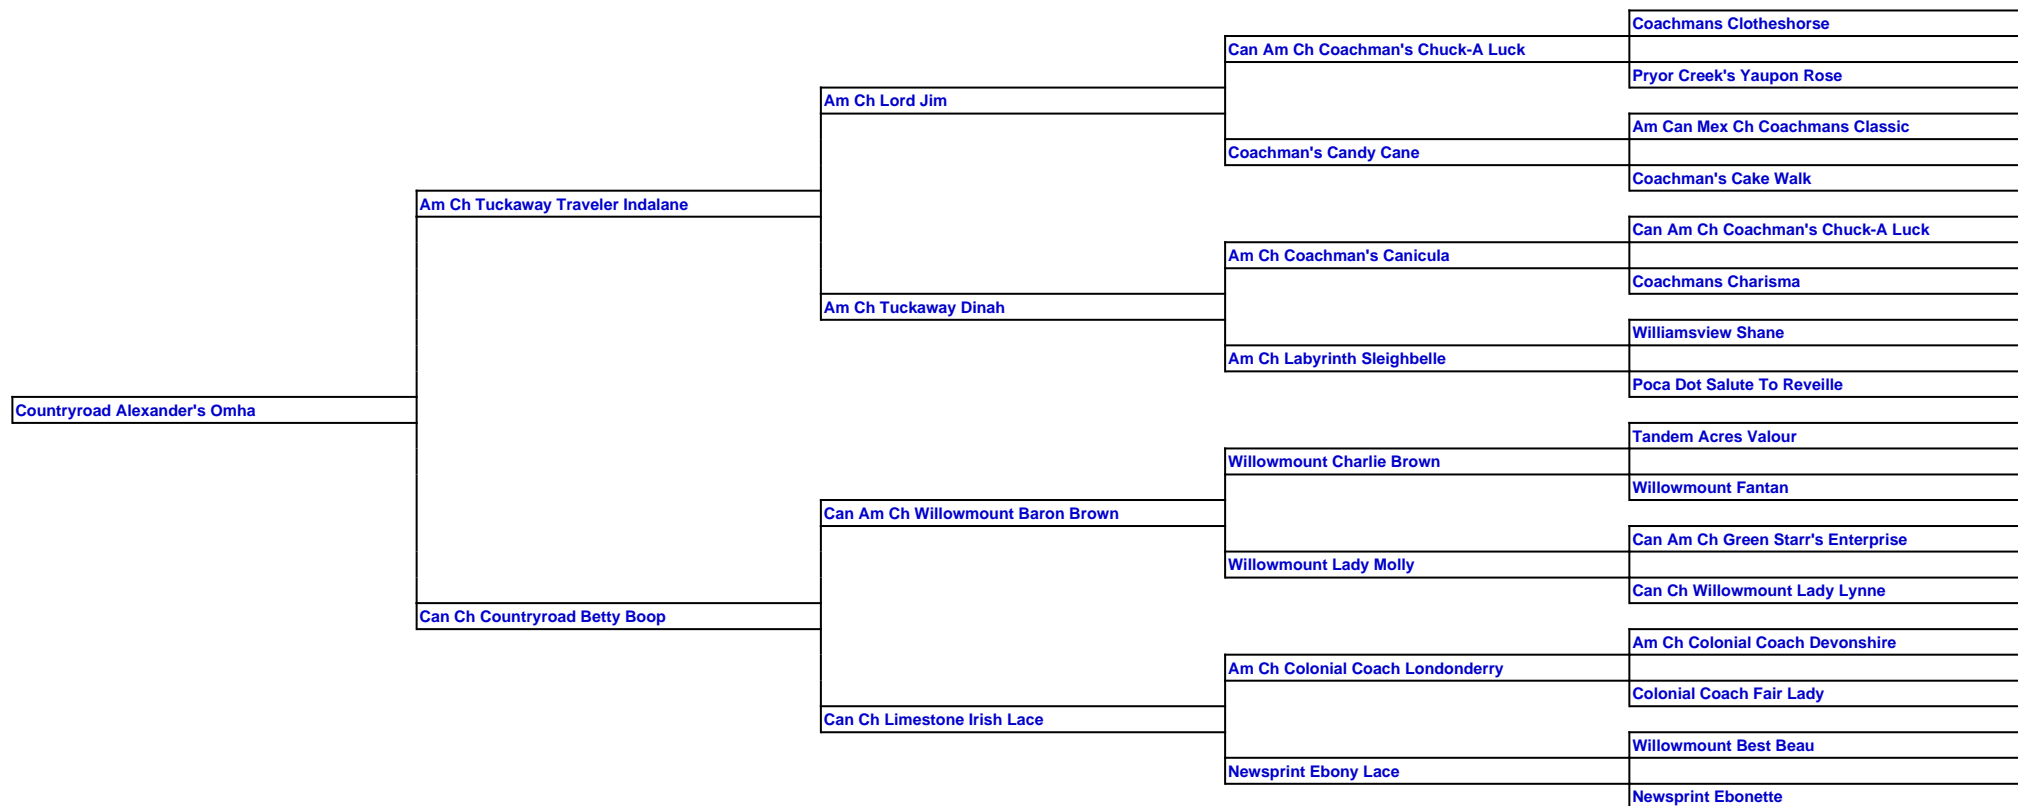 Coachmans Clotheshorse
Can Am Ch Coachman's Chuck-A Luck
Pryor Creek's Yaupon Rose
Am Ch Lord Jim
Am Can Mex Ch Coachmans Classic
Coachman's Candy Cane
Coachman's Cake Walk
Am Ch Tuckaway Traveler Indalane
Can Am Ch Coachman's Chuck-A Luck
Am Ch Coachman's Canicula
Coachmans Charisma
Am Ch Tuckaway Dinah
Williamsview Shane
Am Ch Labyrinth Sleighbelle
Poca Dot Salute To Reveille
Countryroad Alexander's Omha
Tandem Acres Valour
Willowmount Charlie Brown
Willowmount Fantan
Can Am Ch Willowmount Baron Brown
Can Am Ch Green Starr's Enterprise
Willowmount Lady Molly
Can Ch Willowmount Lady Lynne
Can Ch Countryroad Betty Boop
Am Ch Colonial Coach Devonshire
Am Ch Colonial Coach Londonderry
Colonial Coach Fair Lady
Can Ch Limestone Irish Lace
Willowmount Best Beau
Newsprint Ebony Lace
Newsprint Ebonette